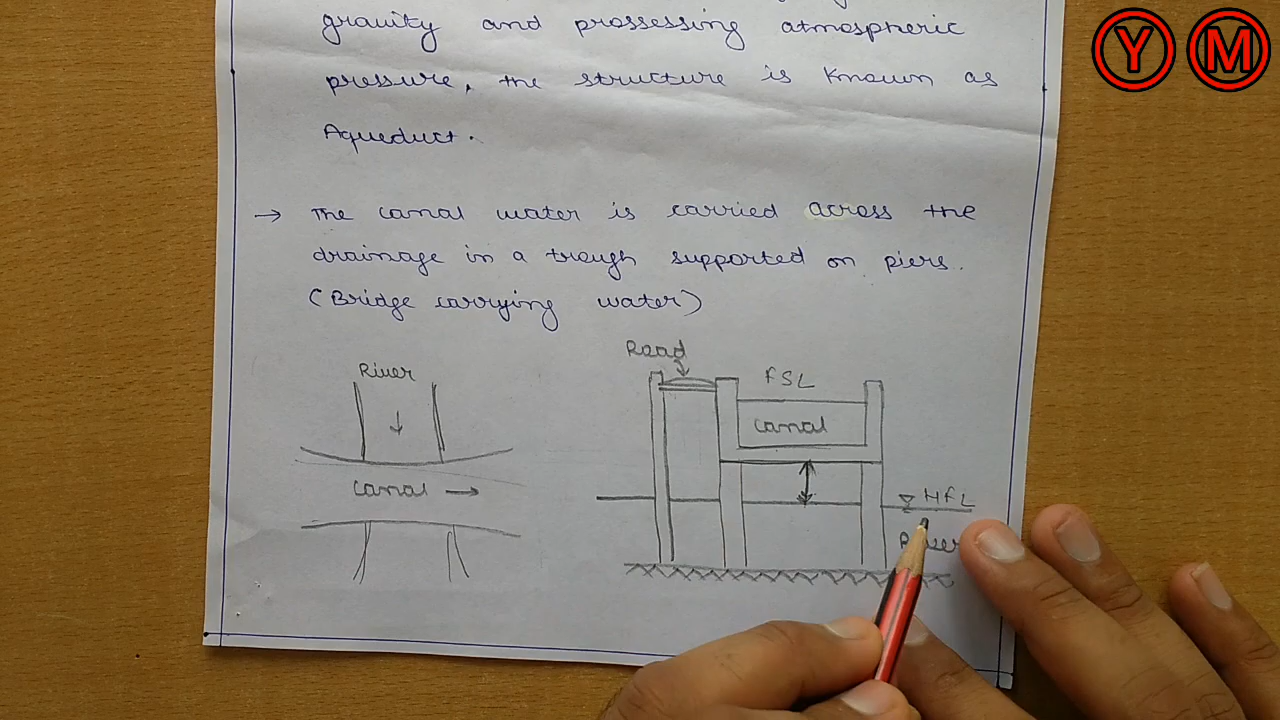 gravity and prossessing atmospheric
pressure, the structure is known as
Aqueduct.
→ The canal water is carried across the
drainage in a trough supported on piers.
(Bridge carrying water)
River
canal →
Road
FSL
canal
HFL
River
Y M